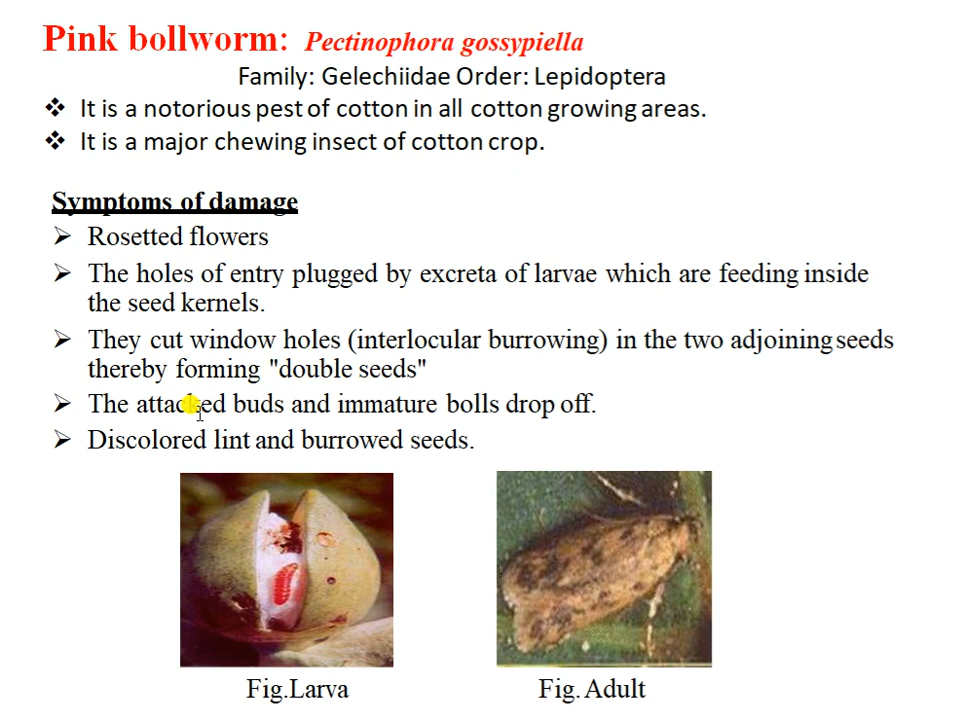 Pink bollworm: Pectinophora gossypiella
Family: Gelechiidae Order: Lepidoptera
❖ It is a notorious pest of cotton in all cotton growing areas.
❖ It is a major chewing insect of cotton crop.
Symptoms of damage
➢ Rosetted flowers
➢ The holes of entry plugged by excreta of larvae which are feeding inside
the seed kernels.
➢ They cut window holes (interlocular burrowing) in the two adjoining seeds
thereby forming "double seeds"
➢ The attacked buds and immature bolls drop off.
➢ Discolored lint and burrowed seeds.
Fig.Larva
Fig. Adult